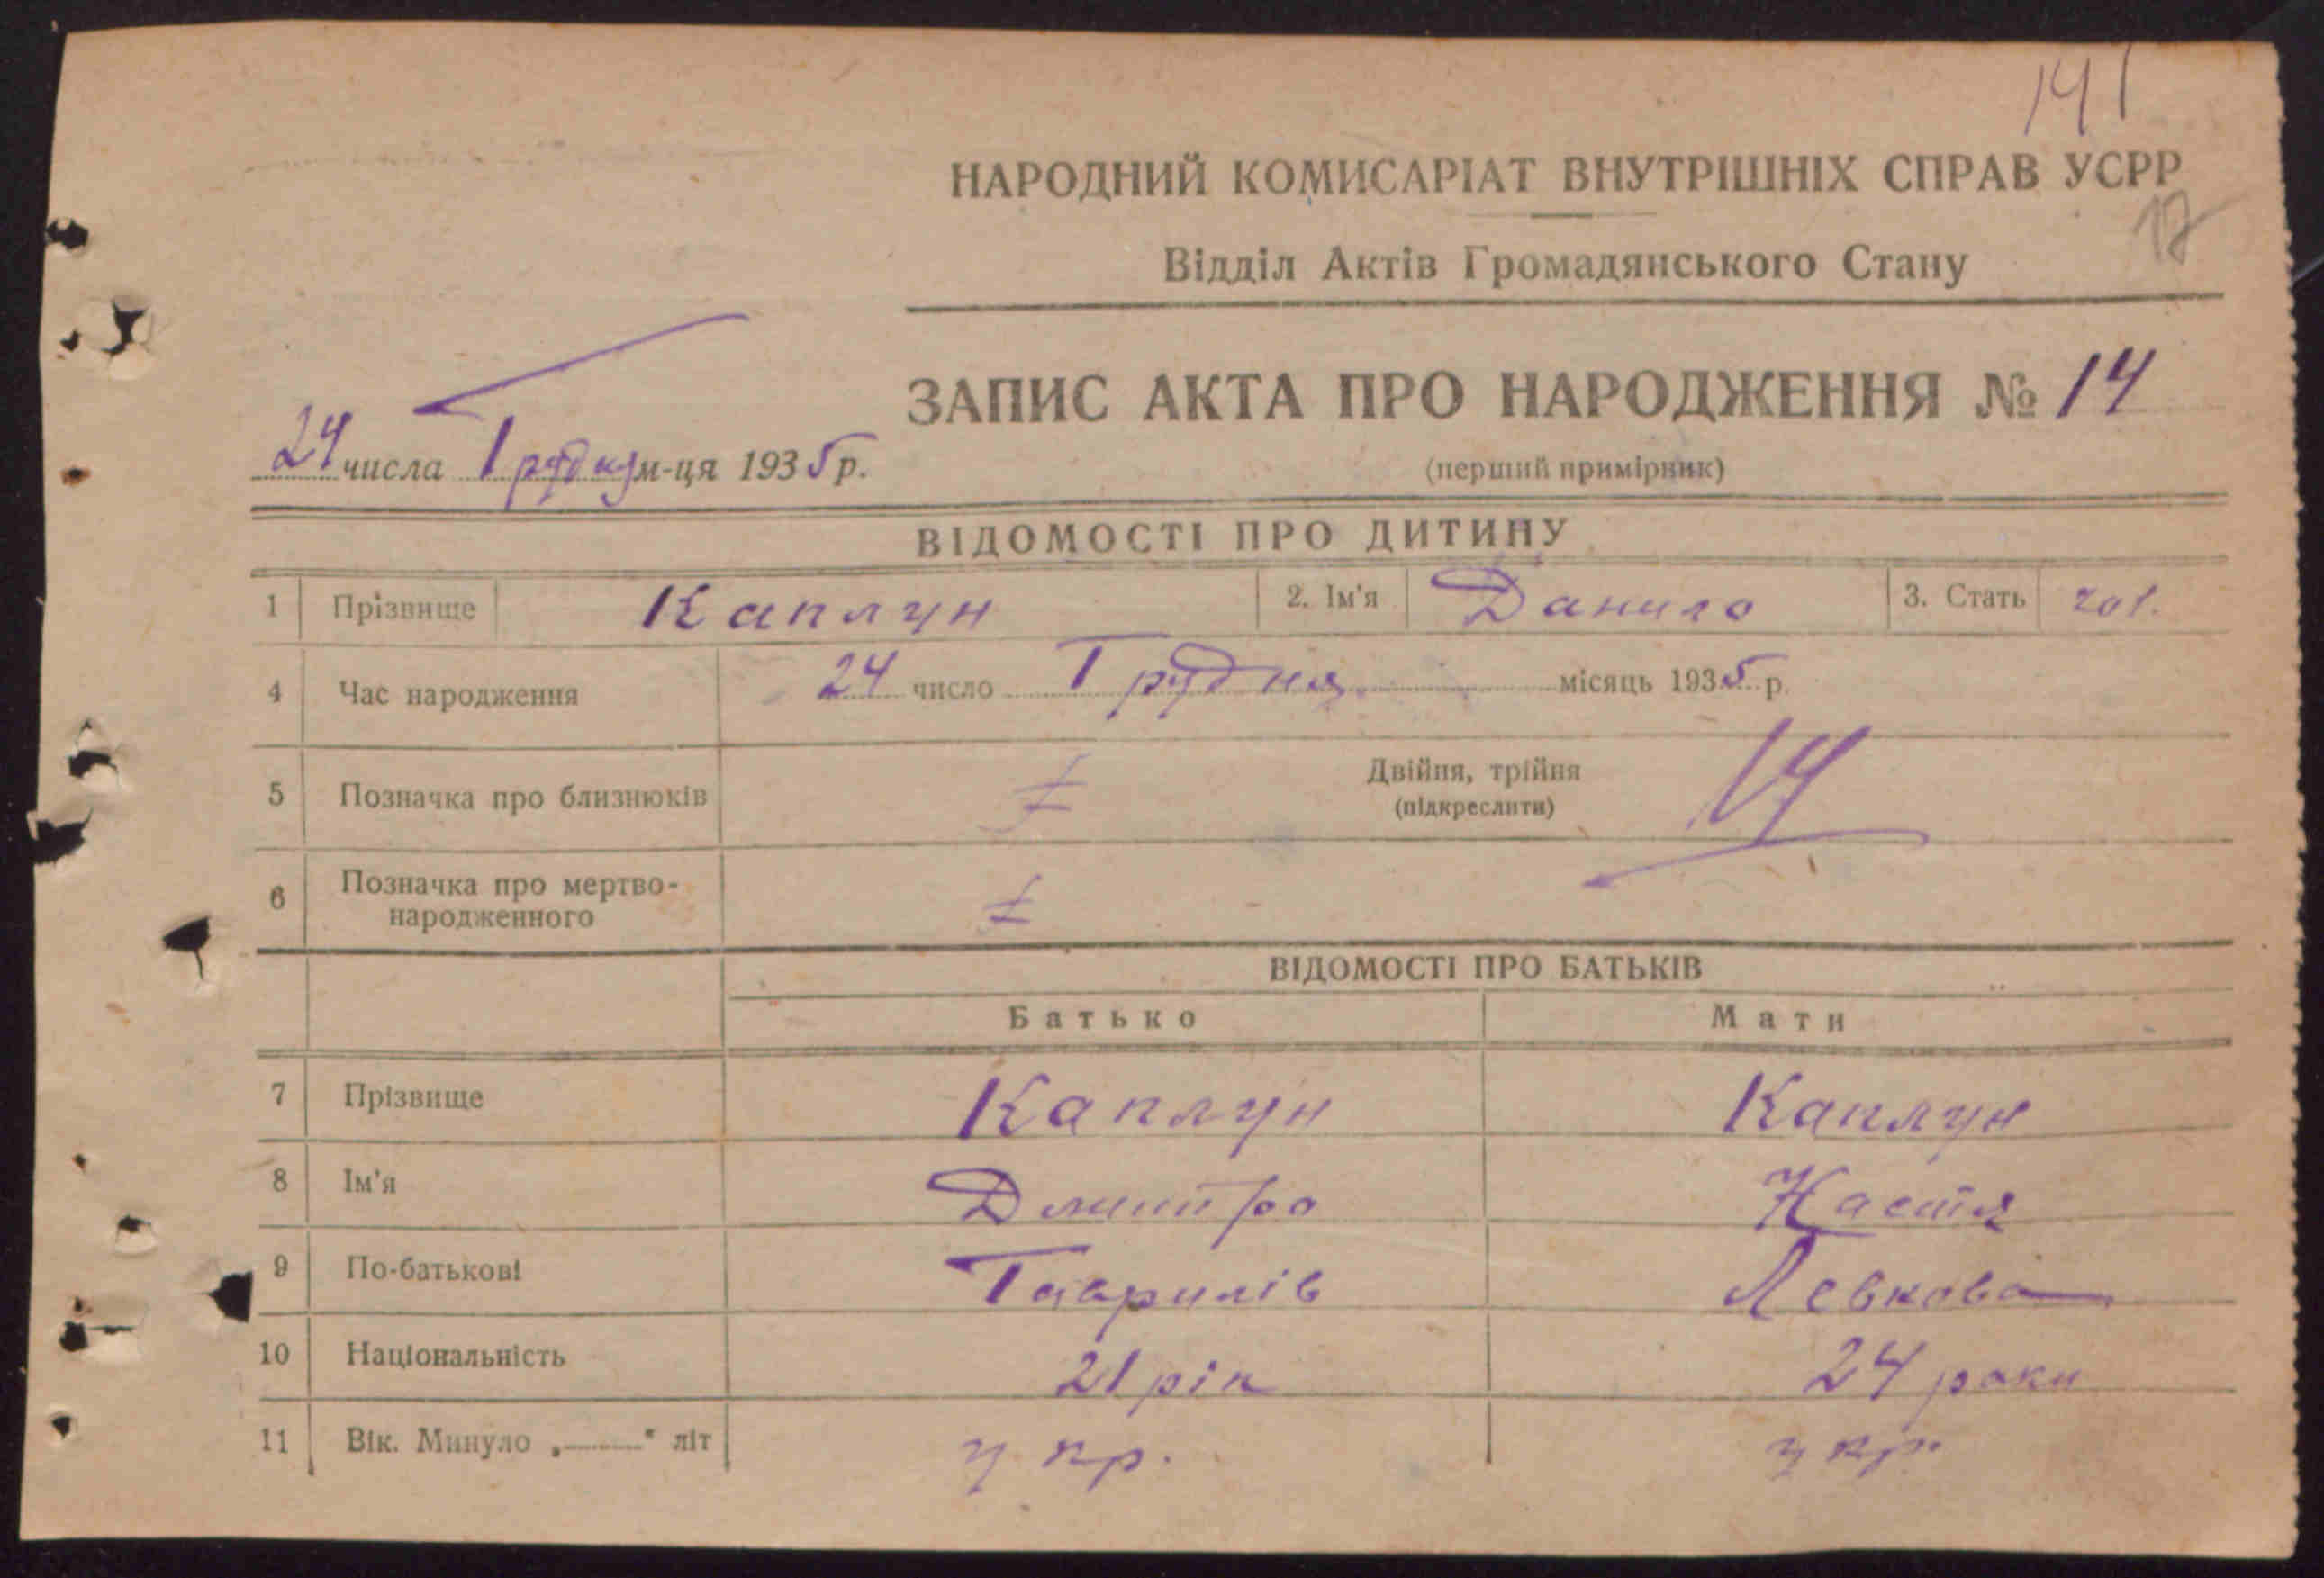 141
НАРОДНИЙ КОМИСАРІАТ ВНУТРІШНІХ СПРАВ УСРР
17
Відділ Актів Громадянського Стану
ЗАПИС АКТА ПРО НАРОДЖЕННЯ № 14
24 числа Грудня м-ця 1935 р.
(перший примірник)
ВІДОМОСТІ ПРО ДИТИНУ
1 Прізвище Каплун 2. Ім'я Данило 3. Стать чол.
4 Час народження 24 число Грудня місяць 1935 р.
5 Позначка про близнюків Двійня, трійня (підкреслити) 14
6 Позначка про мертво-
народженного
ВІДОМОСТІ ПРО БАТЬКІВ
Батько Мати
7 Прізвище Каплун Каплун
8 Ім'я Дмитро Настя
9 По-батькові Гаврилів Левкова
10 Національність 21 рік 24 роки
11 Вік. Минуло „——" літ укр. укр.